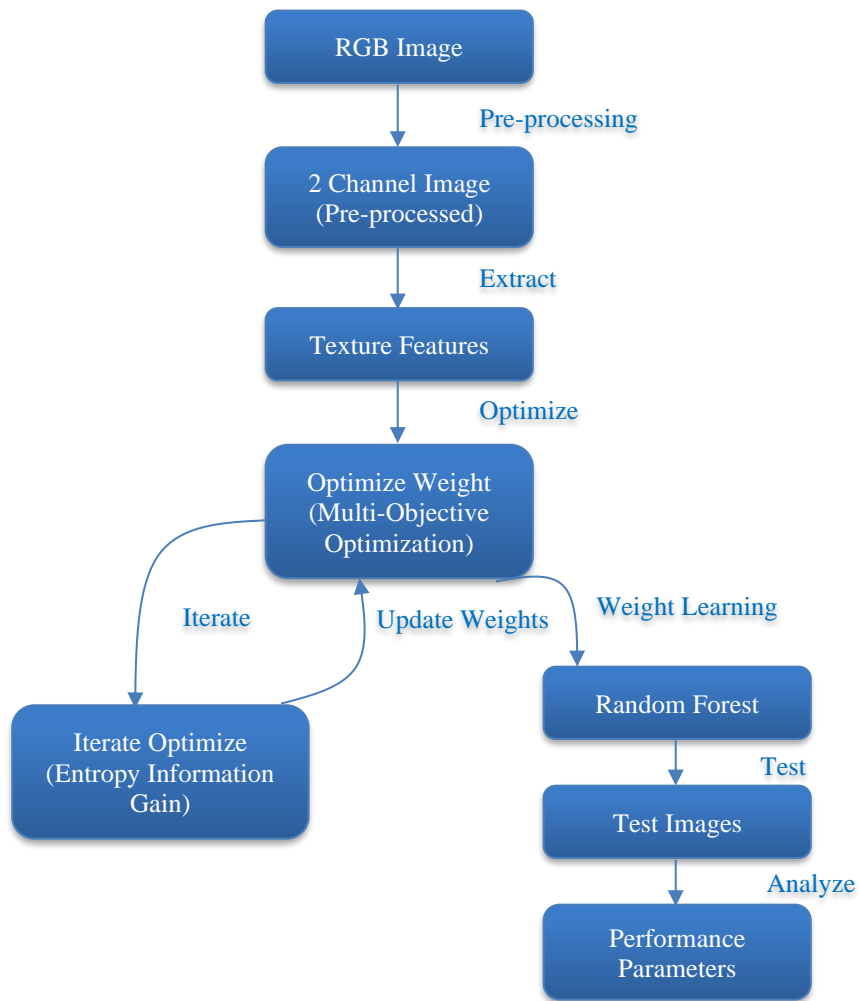 RGB Image
Pre-processing
2 Channel Image
(Pre-processed)
Extract
Texture Features
Optimize
Optimize Weight
(Multi-Objective
Optimization)
Iterate
Update Weights
Weight Learning
Iterate Optimize
(Entropy Information
Gain)
Random Forest
Test
Test Images
Analyze
Performance
Parameters